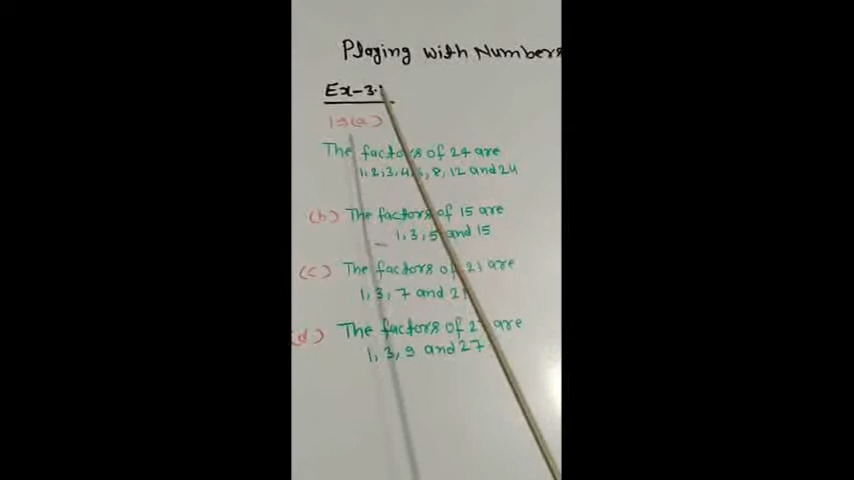 Playing with Numbers
Ex-3.1
1⇒(a)
The factors of 24 are
1, 2, 3, 4, 6, 8, 12 and 24
(b) The factors of 15 are
1, 3, 5 and 15
(c) The factors of 21 are
1, 3, 7 and 21
(d) The factors of 27 are
1, 3, 9 and 27